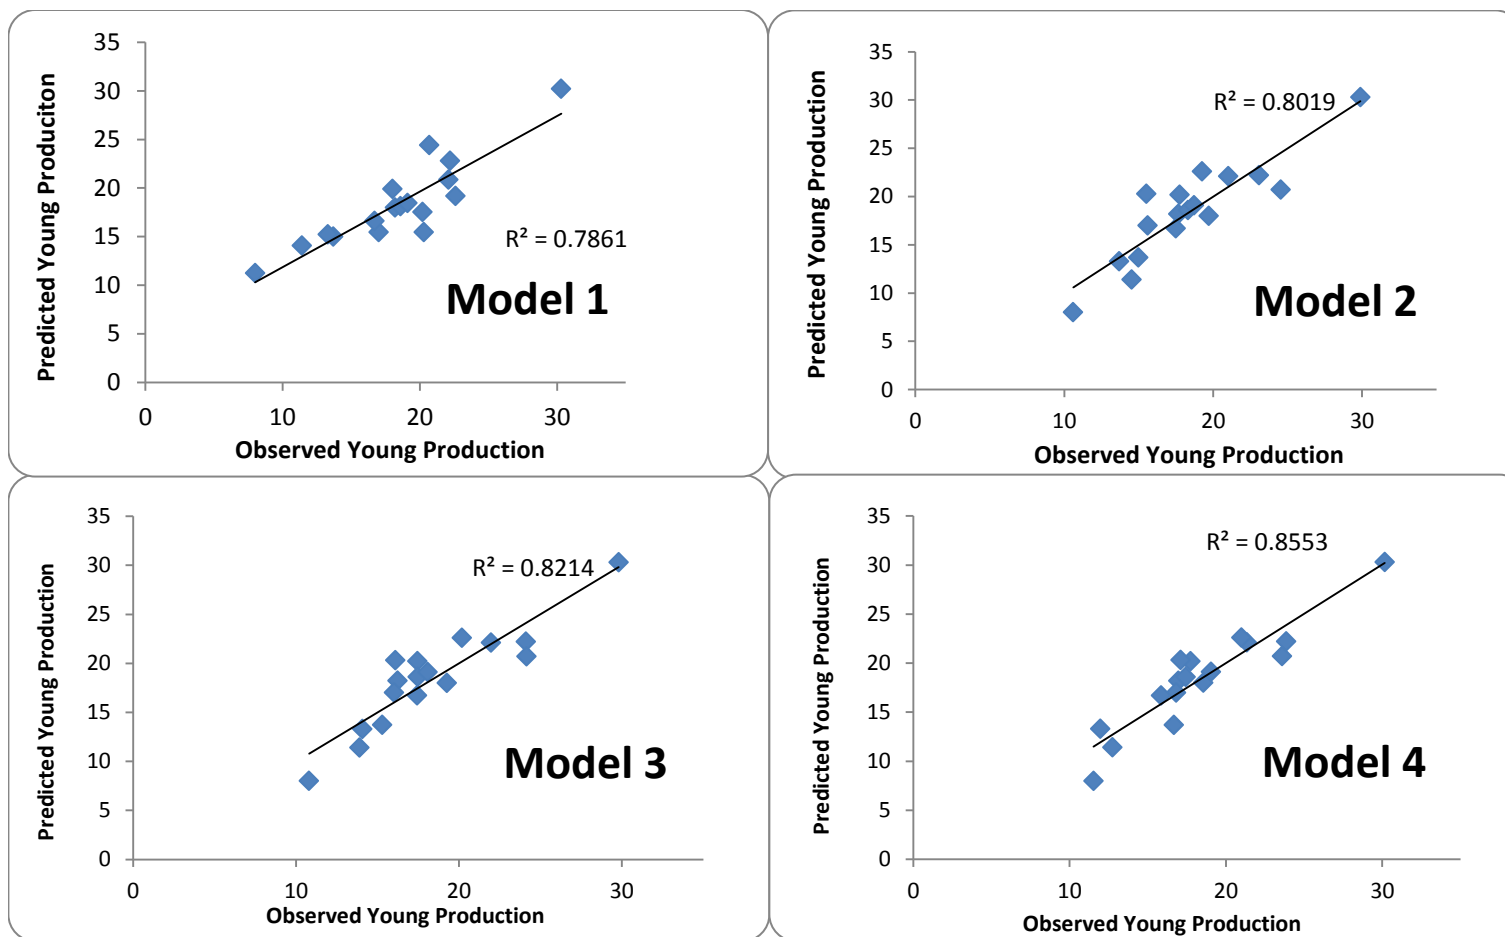 35
30
25
20
15
10
5
0
0 10 20 30
Predicted Young Produciton
Observed Young Production
R² = 0.7861
Model 1
35
30
25
20
15
10
5
0
0 10 20 30
Predicted Young Production
Observed Young Production
R² = 0.8019
Model 2
35
30
25
20
15
10
5
0
0 10 20 30
Predicted Young Production
Observed Young Production
R² = 0.8214
Model 3
35
30
25
20
15
10
5
0
0 10 20 30
Predicted Young Production
Observed Young Production
R² = 0.8553
Model 4